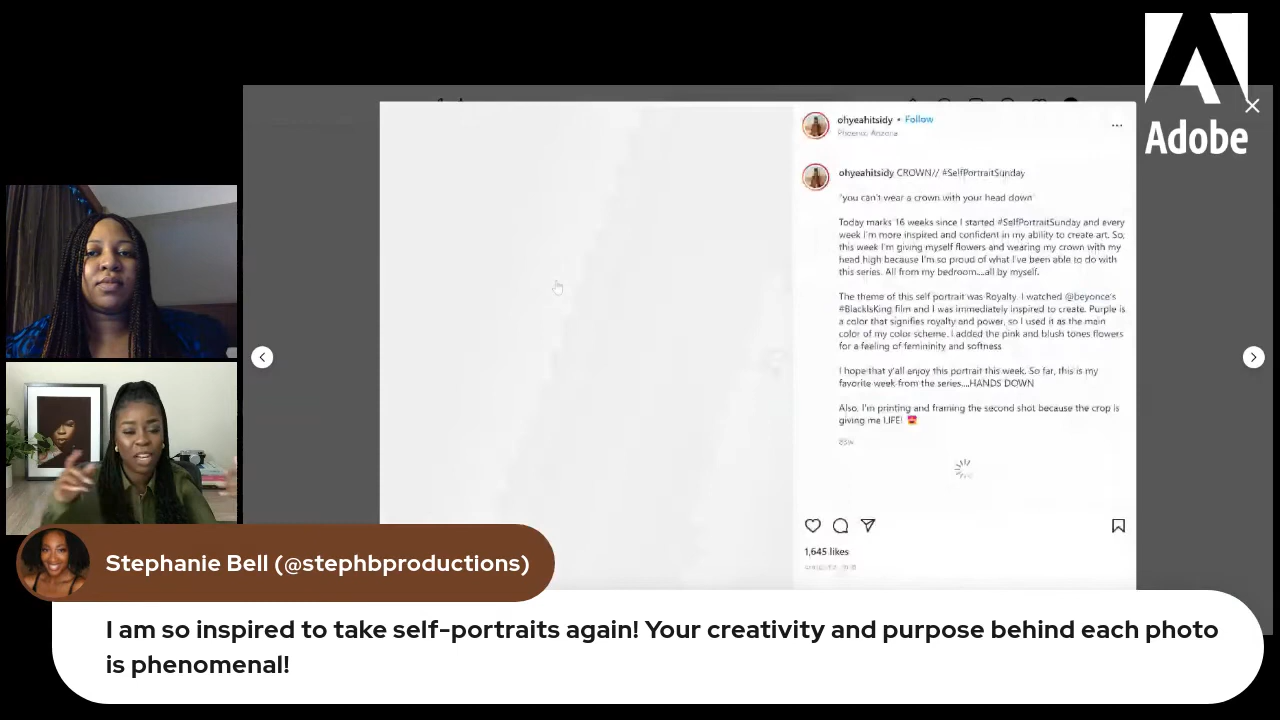 Adobe
ohyeahitsidy • Follow
Phoenix, Arizona
ohyeahitsidy CROWN// #SelfPortraitSunday
"you can't wear a crown with your head down"
Today marks 16 weeks since I started #SelfPortraitSunday and every
week I'm more inspired and confident in my ability to create art. So,
this week I'm giving myself flowers and wearing my crown with my
head high because I'm so proud of what I've been able to do with
this series. All from my bedroom....all by myself.
The theme of this self portrait was Royalty. I watched @beyonce's
#BlackIsKing film and I was immediately inspired to create. Purple is
a color that signifies royalty and power, so I used it as the main
color of my color scheme. I added the pink and blush tones flowers
for a feeling of femininity and softness
I hope that y'all enjoy this portrait this week. So far, this is my
favorite week from the series....HANDS DOWN
Also, I'm printing and framing the second shot because the crop is
giving me LIFE! 😍
1,645 likes
Stephanie Bell (@stephbproductions)
I am so inspired to take self-portraits again! Your creativity and purpose behind each photo
is phenomenal!